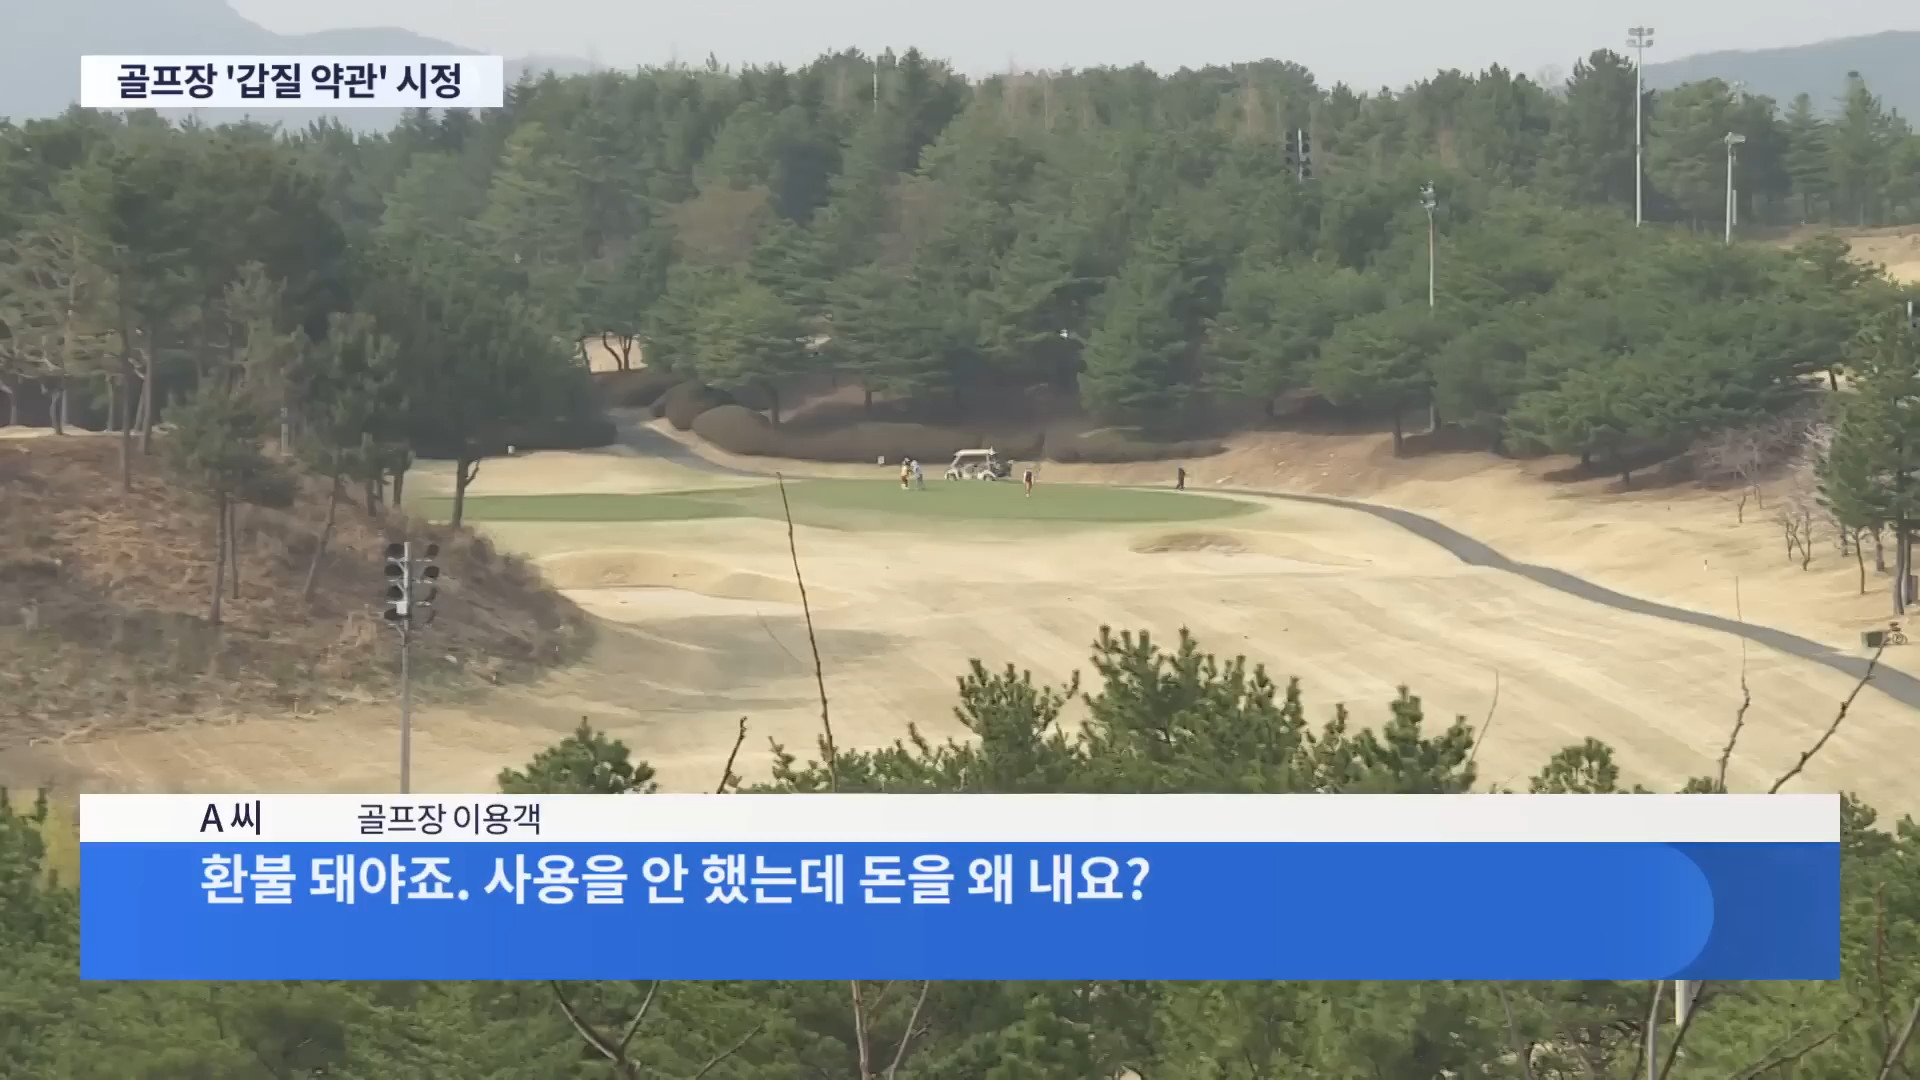 골프장 '갑질 약관' 시정
A 씨 골프장 이용객
환불 돼야죠. 사용을 안 했는데 돈을 왜 내요?